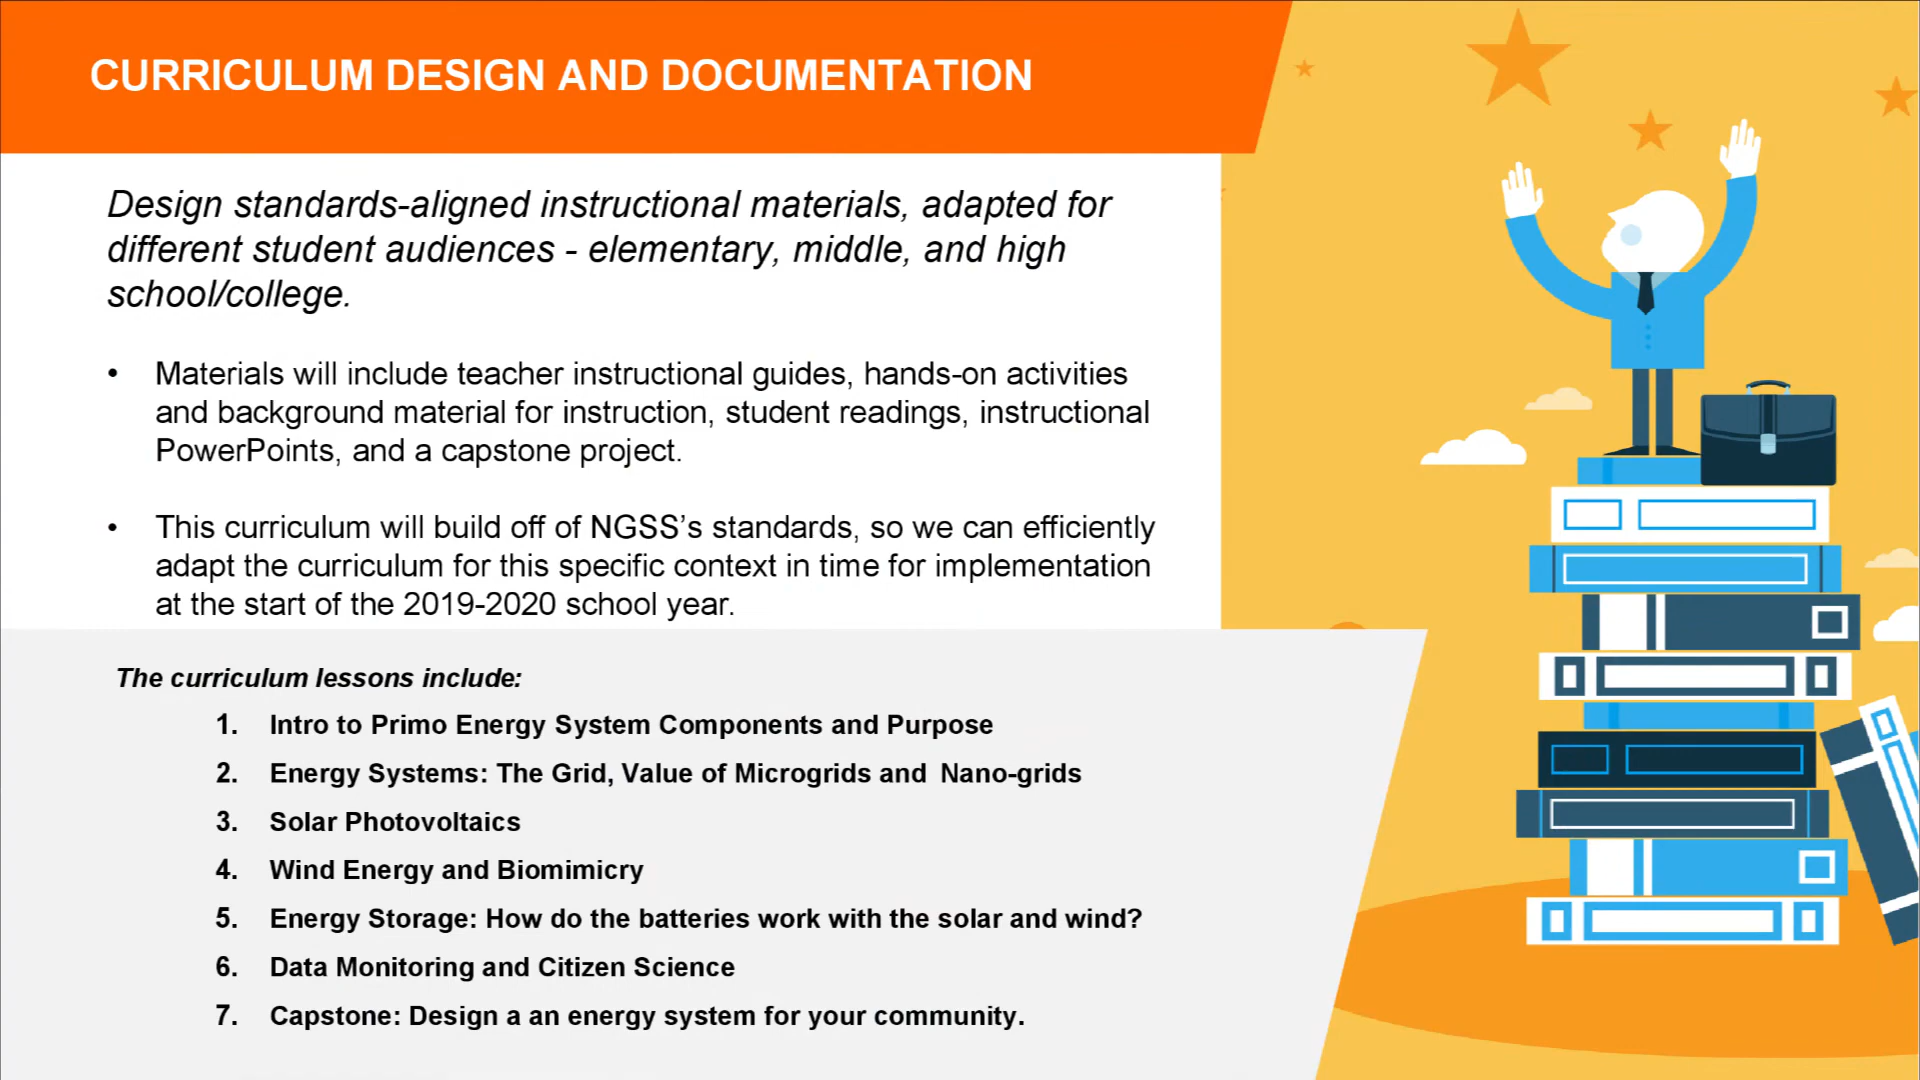 CURRICULUM DESIGN AND DOCUMENTATION
Design standards-aligned instructional materials, adapted for
different student audiences - elementary, middle, and high
school/college.
• Materials will include teacher instructional guides, hands-on activities
and background material for instruction, student readings, instructional
PowerPoints, and a capstone project.
• This curriculum will build off of NGSS’s standards, so we can efficiently
adapt the curriculum for this specific context in time for implementation
at the start of the 2019-2020 school year.
The curriculum lessons include:
1. Intro to Primo Energy System Components and Purpose
2. Energy Systems: The Grid, Value of Microgrids and Nano-grids
3. Solar Photovoltaics
4. Wind Energy and Biomimicry
5. Energy Storage: How do the batteries work with the solar and wind?
6. Data Monitoring and Citizen Science
7. Capstone: Design a an energy system for your community.